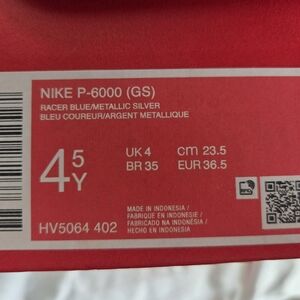 NIKE P-6000 (GS)
RACER BLUE/METALLIC SILVER
BLEU COUREUR/ARGENT METALLIQUE
4 5 Y
UK 4 cm 23.5
BR 35 EUR 36.5
MADE IN INDONESIA /
FABRIQUE EN INDONESIE /
FABRICADO NA INDONÉSIA /
HECHO EN INDONESIA
HV5064 402